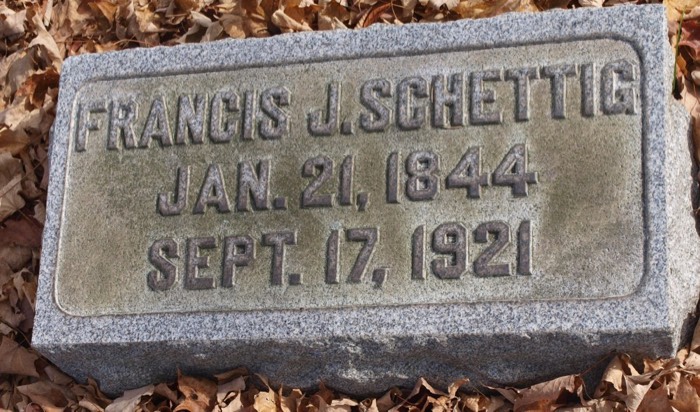 FRANCIS J. SCHETTIG
JAN. 21, 1844
SEPT. 17, 1921